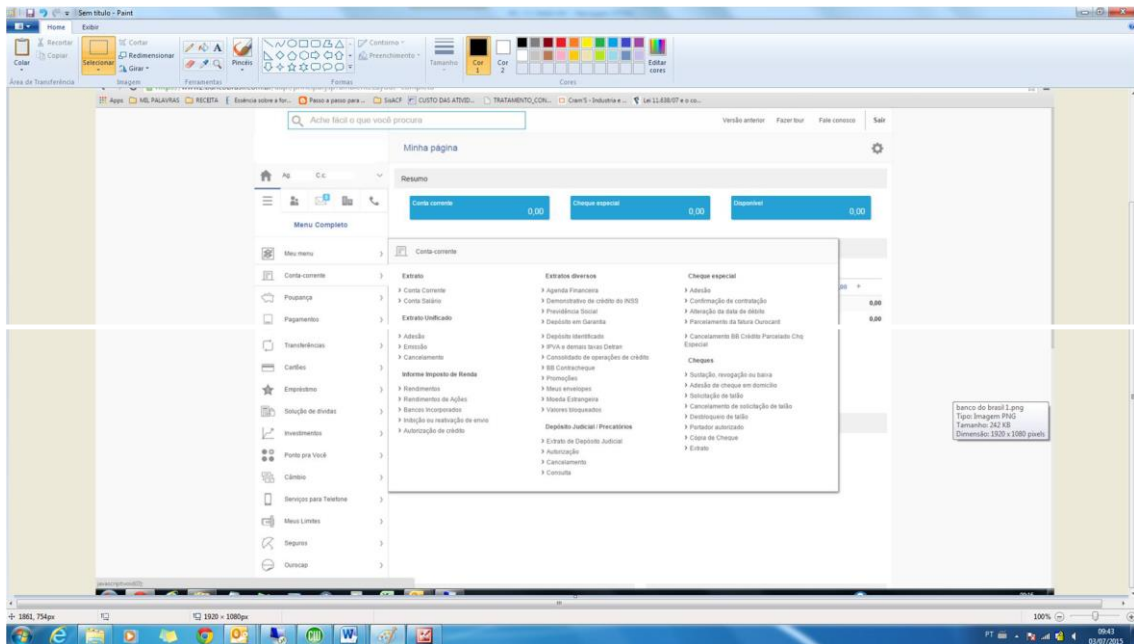 Sem título - Paint
Home Exibir
Colar
Recortar
Copiar
Selecionar
Cortar
Redimensionar
Girar
Pincéis
Contorno
Preenchimento
Tamanho
Cor 1
Cor 2
Editar cores
Área de Transferência Imagem Ferramentas Formas Cores
Apps MIL PALAVRAS RECEITA Essência sobre a for... Passo a passo para ... SisACF CUSTO DAS ATIVID... TRATAMENTO_CON... Lei 11.638/07 e o co...
Ache fácil o que você procura
Versão anterior Fazer tour Fale conosco Sair
Minha página
Ag. C.c.
Resumo
Conta corrente 0,00
Cheque especial 0,00
Disponível 0,00
Menu Completo
Meu menu
Conta-corrente
Poupança
Pagamentos
Transferências
Cartões
Empréstimo
Solução de dívidas
Investimentos
Ponto pra Você
Câmbio
Serviços para Telefone
Meus Limites
Seguros
Ourocap
Conta-corrente
Extrato
Conta Corrente
Conta Salário
Extrato Unificado
Adesão
Emissão
Cancelamento
Informe Imposto de Renda
Rendimentos
Rendimentos de Ações
Bancos Incorporados
Inibição ou reativação de envio
Autorização de crédito
Extratos diversos
Agenda Financeira
Demonstrativo de crédito do INSS
Previdência Social
Depósito em Garantia
Depósito Identificado
IPVA e demais taxas Detran
Consolidado de operações de crédito
BB Contracheque
Promoções
Meus envelopes
Moeda Estrangeira
Valores bloqueados
Depósito Judicial / Precatórios
Extrato de Depósito Judicial
Autorização
Cancelamento
Consulta
Cheque especial
Adesão
Confirmação de contratação
Alteração da data de débito
Parcelamento da fatura Ourocard
Cancelamento BB Crédito Parcelado Chq Especial
Cheques
Sustação, revogação ou baixa
Adesão de cheque em domicílio
Solicitação de talão
Cancelamento de solicitação de talão
Desbloqueio de talão
Portador autorizado
Cópia de Cheque
Extrato
0,00
0,00
banco do brasil 1.png
Tipo: Imagem PNG
Tamanho: 242 KB
Dimensão: 1920 x 1080 pixels
1861, 754px
1920 × 1080px
100%
PT
09:43
03/07/2015